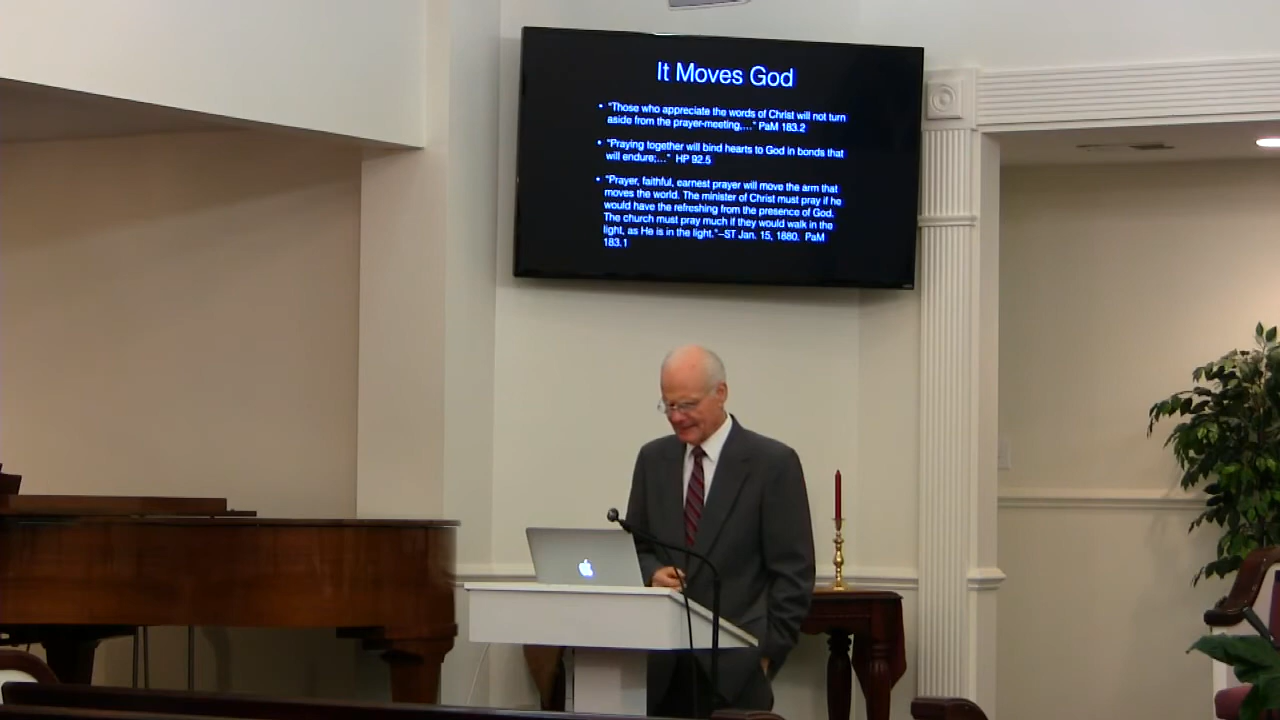 It Moves God
• "Those who appreciate the words of Christ will not turn
aside from the prayer-meeting,…" PaM 183.2
• "Praying together will bind hearts to God in bonds that
will endure;…" HP 92.5
• "Prayer, faithful, earnest prayer will move the arm that
moves the world. The minister of Christ must pray if he
would have the refreshing from the presence of God.
The church must pray much if they would walk in the
light, as He is in the light."–ST Jan. 15, 1880. PaM
183.1